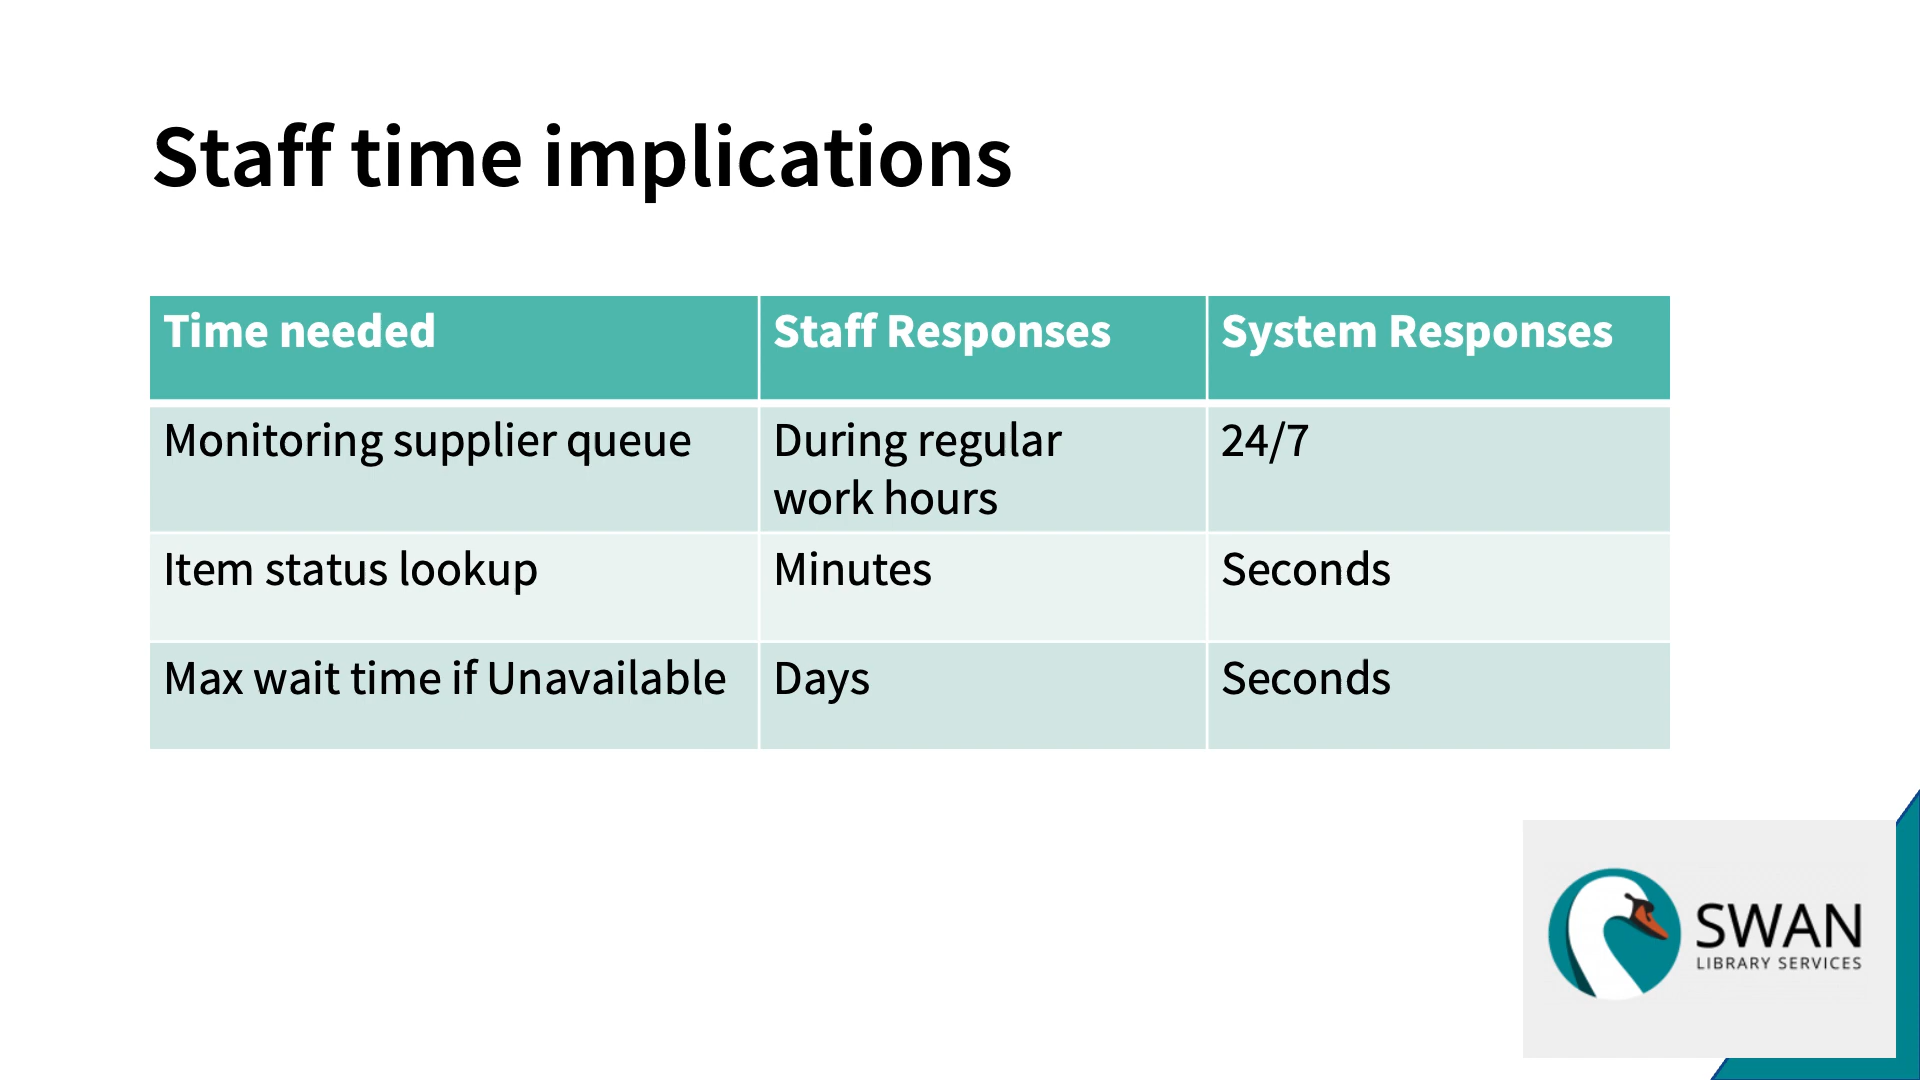 Staff time implications
Time needed Staff Responses System Responses
Monitoring supplier queue During regular 24/7
work hours
Item status lookup Minutes Seconds
Max wait time if Unavailable Days Seconds
SWAN
LIBRARY SERVICES